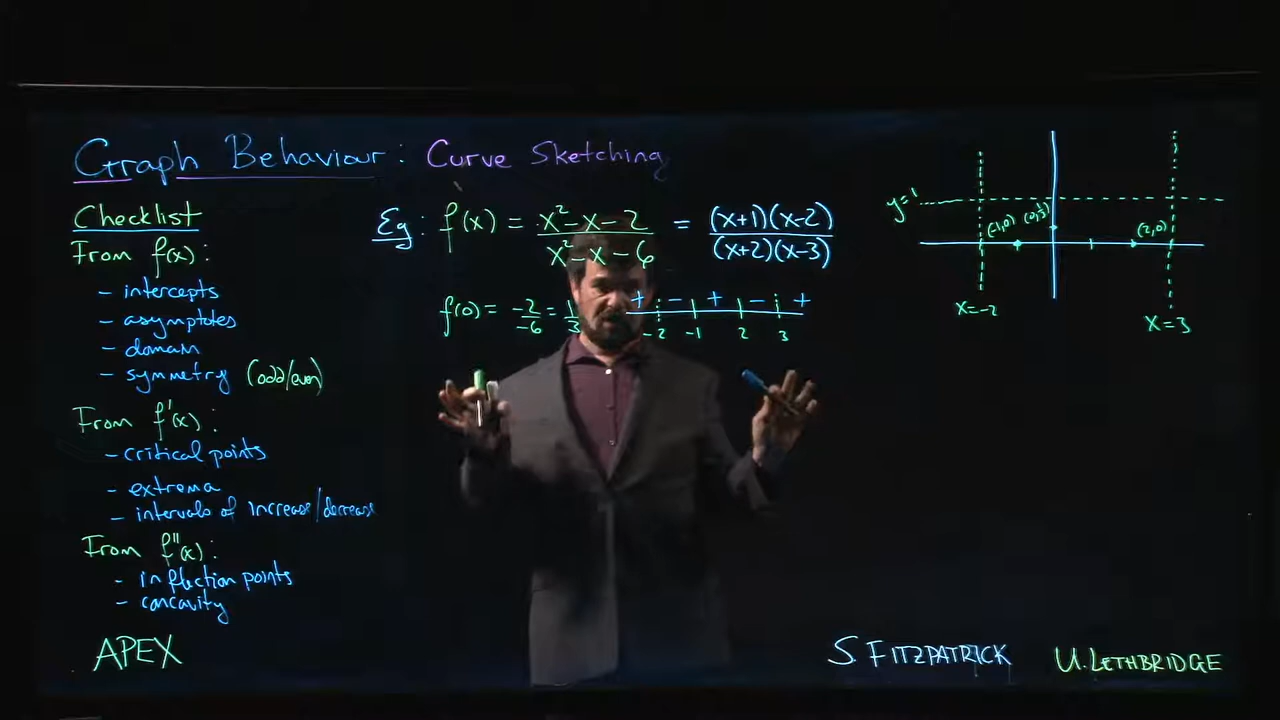 Graph Behaviour: Curve Sketching
Checklist
From f(x):
- intercepts
- asymptotes
- domain
- symmetry (odd/even)
From f'(x):
- critical points
- extrema
- intervals of increase/decrease
From f"(x):
- inflection points
- concavity
APEX
Eg: f(x) = x²-x-2 / x²-x-6 = (x+1)(x-2) / (x+2)(x-3)
f(0) = -2/-6 = 1/3
+ - + - +
-2 -1 2 3
y=1
(-1,0) (0,1/3) (2,0)
x=-2 x=3
S. FITZPATRICK U. LETHBRIDGE